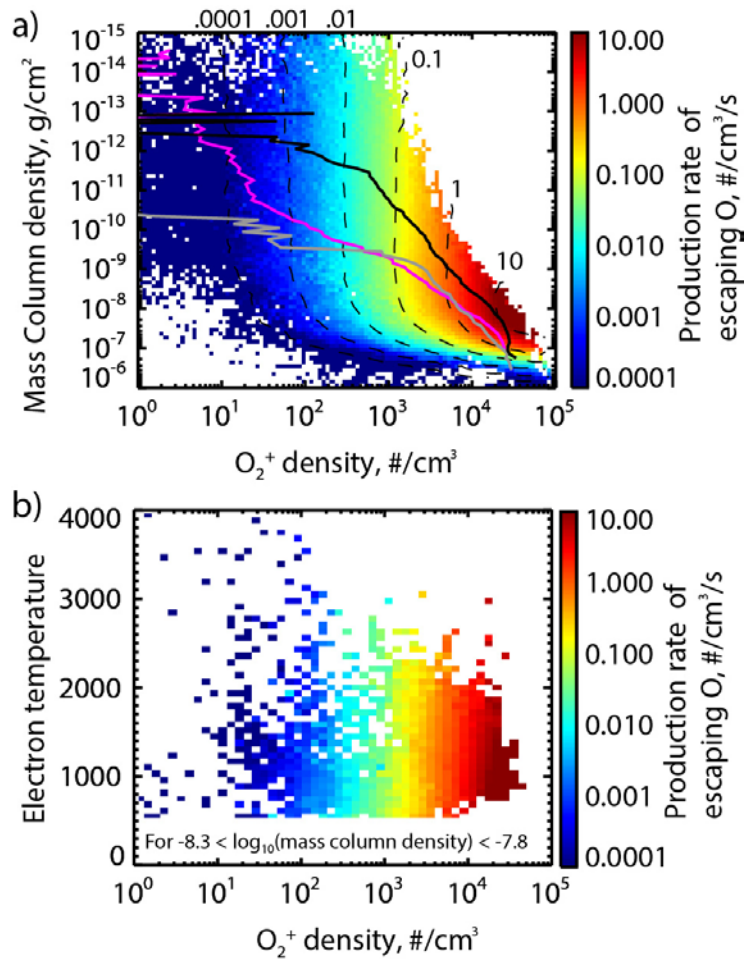 a)
.0001 .001 .01
10⁻¹⁵
10⁻¹⁴
10⁻¹³
10⁻¹²
10⁻¹¹
10⁻¹⁰
10⁻⁹
10⁻⁸
10⁻⁷
10⁻⁶
0.1
1
10
Mass Column density, g/cm²
10⁰ 10¹ 10² 10³ 10⁴ 10⁵
O₂⁺ density, #/cm³
10.00
1.000
0.100
0.010
0.001
0.0001
Production rate of
escaping O, #/cm³/s
b)
4000
3000
2000
1000
0
Electron temperature
For -8.3 < log₁₀(mass column density) < -7.8
10⁰ 10¹ 10² 10³ 10⁴ 10⁵
O₂⁺ density, #/cm³
10.00
1.000
0.100
0.010
0.001
0.0001
Production rate of
escaping O, #/cm³/s